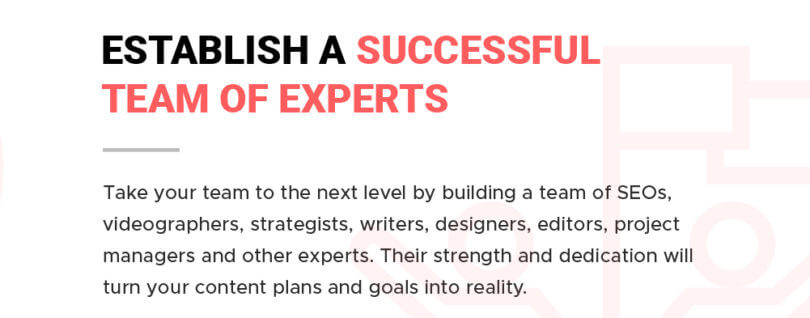 ESTABLISH A SUCCESSFUL
TEAM OF EXPERTS
Take your team to the next level by building a team of SEOs,
videographers, strategists, writers, designers, editors, project
managers and other experts. Their strength and dedication will
turn your content plans and goals into reality.